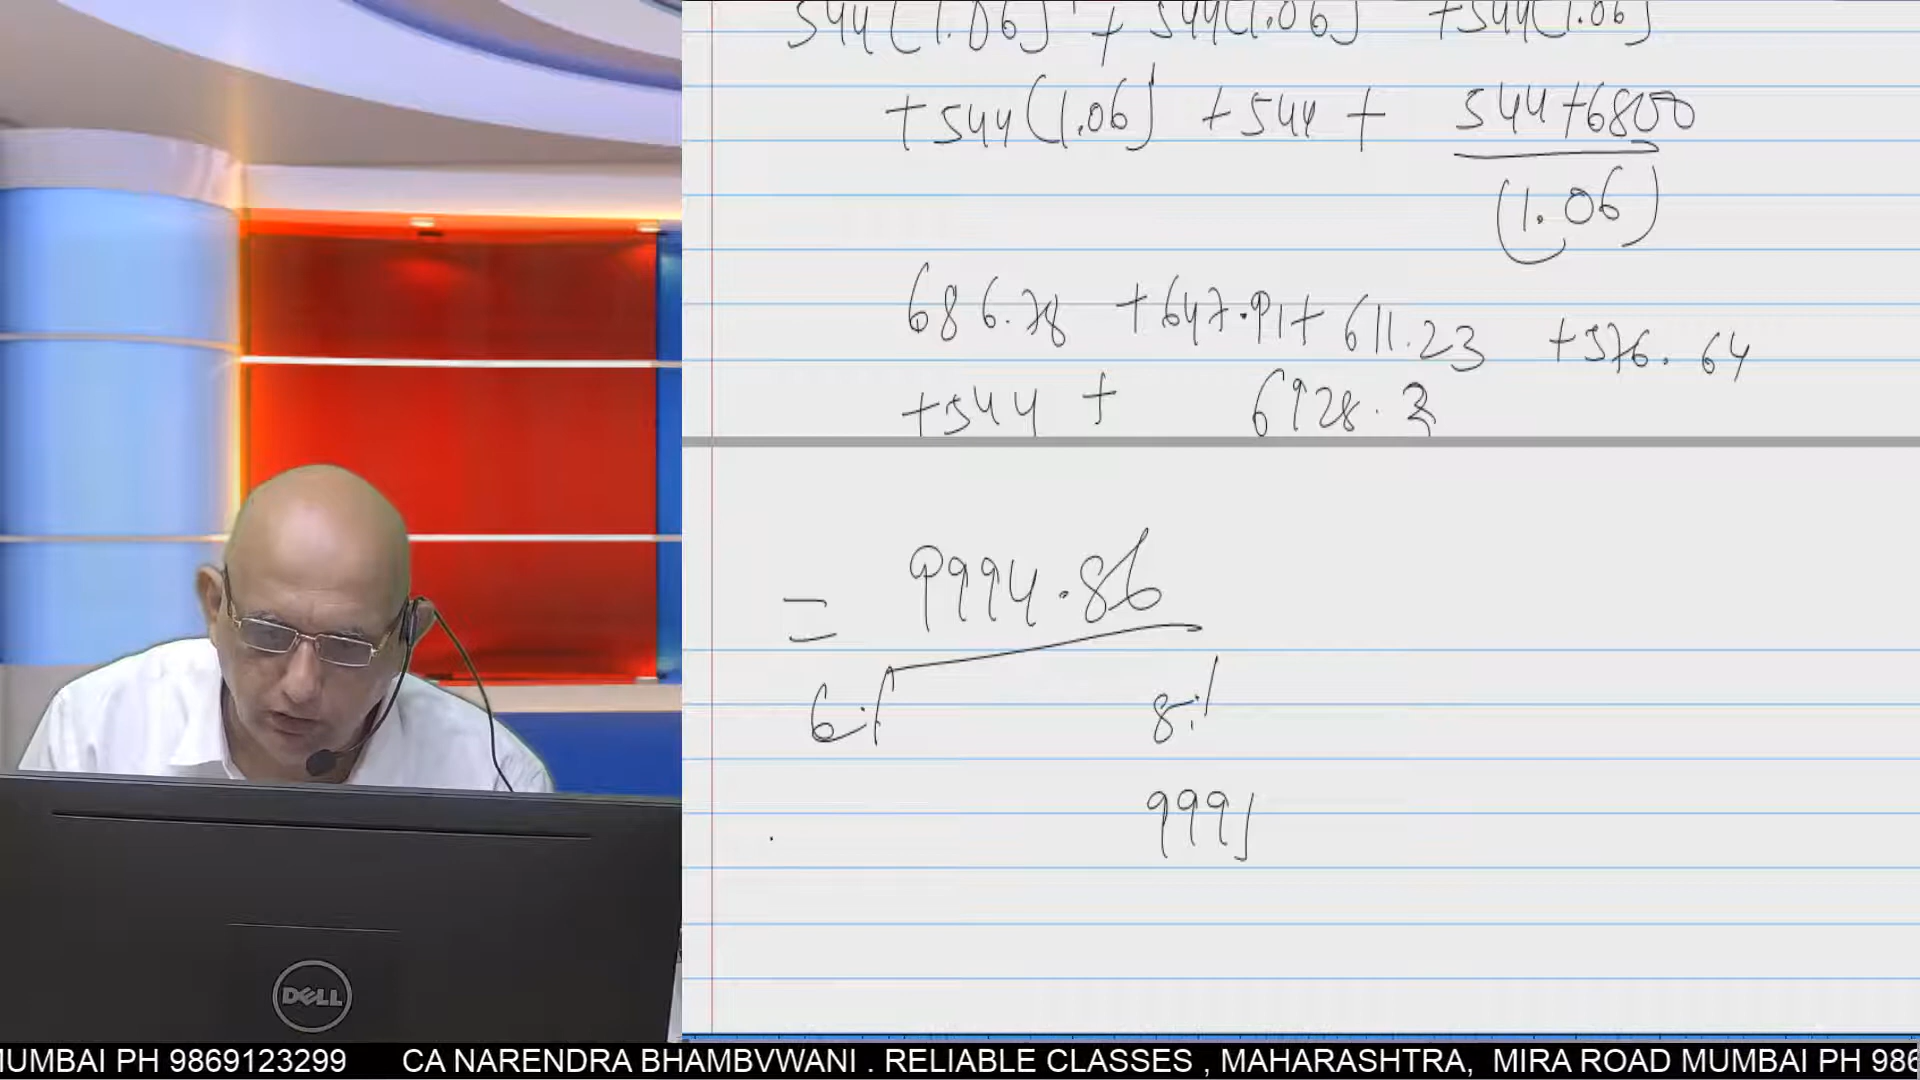 544(1.06) + 544(1.06) +544(1.06)
+544(1.06) +544 + 544+6800
(1.06)
686.78 +647.91+ 611.23 +576.64
+544 + 6928.3
= 9994.86
6% 8%
999
DELL
MUMBAI PH 9869123299 CA NARENDRA BHAMBVWANI . RELIABLE CLASSES , MAHARASHTRA, MIRA ROAD MUMBAI PH 986